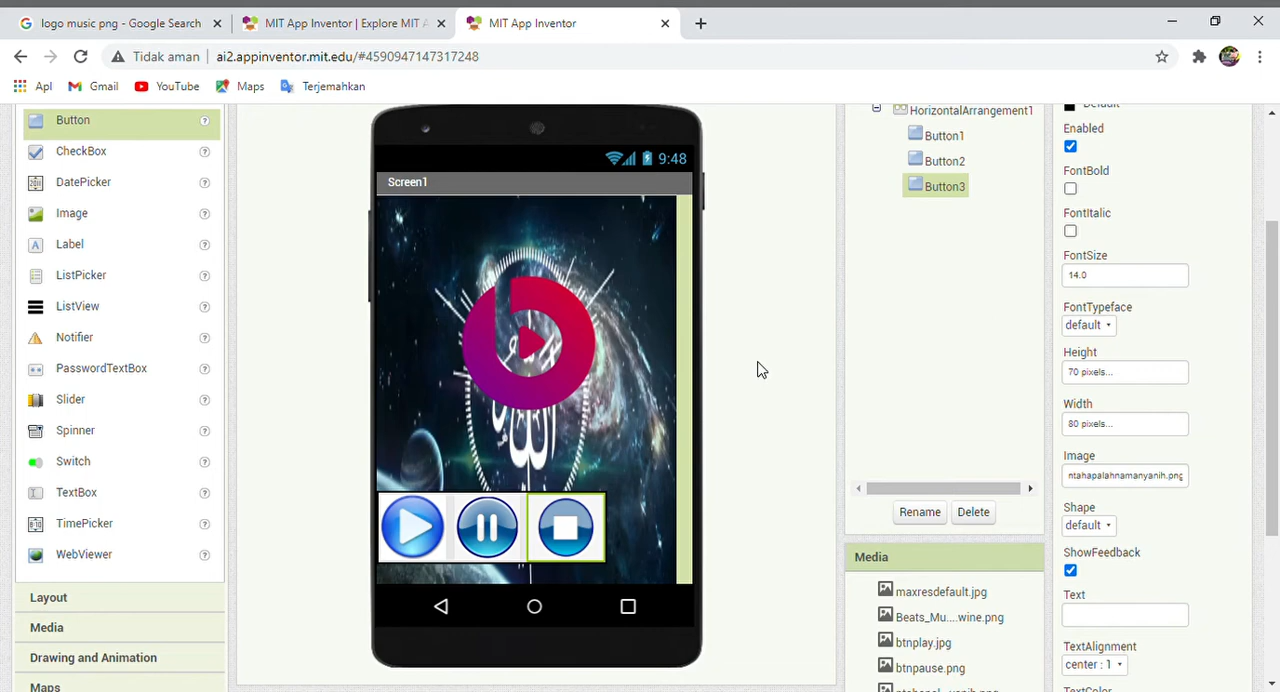 logo music png - Google Search
MIT App Inventor | Explore MIT A
MIT App Inventor
Tidak aman
ai2.appinventor.mit.edu/#4590947147317248
Apl
Gmail
YouTube
Maps
Terjemahkan
Button
CheckBox
DatePicker
Image
Label
ListPicker
ListView
Notifier
PasswordTextBox
Slider
Spinner
Switch
TextBox
TimePicker
WebViewer
Layout
Media
Drawing and Animation
Maps
9:48
Screen1
HorizontalArrangement1
Button1
Button2
Button3
Rename
Delete
Media
maxresdefault.jpg
Beats_Mu....wine.png
btnplay.jpg
btnpause.png
Default
Enabled
FontBold
FontItalic
FontSize
14.0
FontTypeface
default
Height
70 pixels...
Width
80 pixels...
Image
ntahapalahnamanyanih.png
Shape
default
ShowFeedback
Text
TextAlignment
center : 1
TextColor